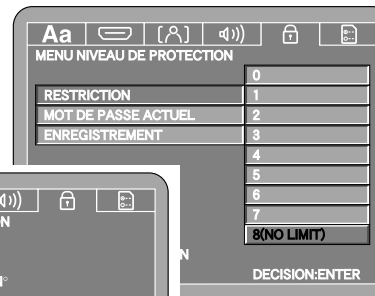 Aa
MENU NIVEAU DE PROTECTION
0
RESTRICTION 1
MOT DE PASSE ACTUEL 2
ENREGISTREMENT 3
4
5
6
7
8(NO LIMIT)
N
N
DECISION:ENTER